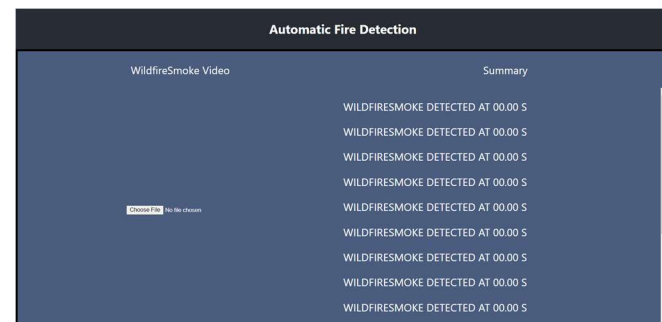 Automatic Fire Detection
WildfireSmoke Video
Summary
WILDFIRESMOKE DETECTED AT 00.00 S
WILDFIRESMOKE DETECTED AT 00.00 S
WILDFIRESMOKE DETECTED AT 00.00 S
WILDFIRESMOKE DETECTED AT 00.00 S
Choose File No file chosen
WILDFIRESMOKE DETECTED AT 00.00 S
WILDFIRESMOKE DETECTED AT 00.00 S
WILDFIRESMOKE DETECTED AT 00.00 S
WILDFIRESMOKE DETECTED AT 00.00 S
WILDFIRESMOKE DETECTED AT 00.00 S